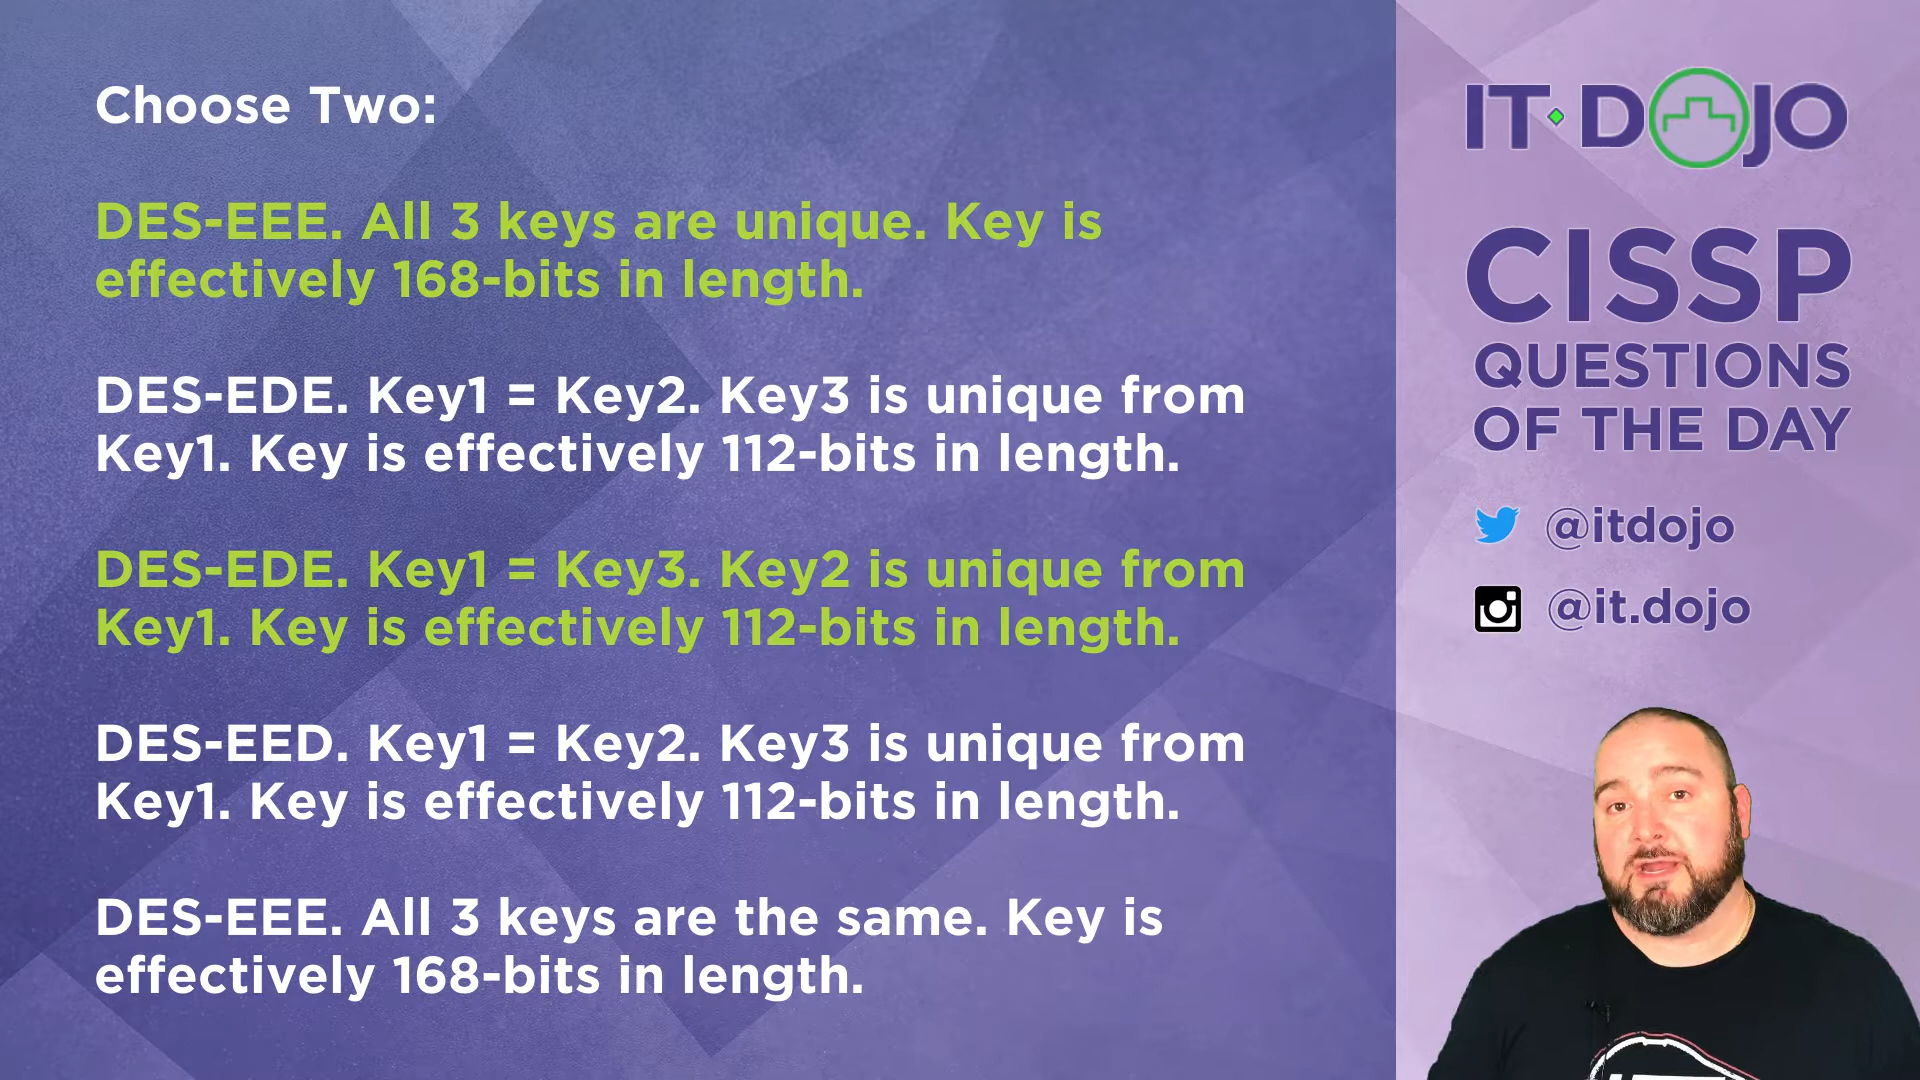 Choose Two:
DES-EEE. All 3 keys are unique. Key is
effectively 168-bits in length.
DES-EDE. Key1 = Key2. Key3 is unique from
Key1. Key is effectively 112-bits in length.
DES-EDE. Key1 = Key3. Key2 is unique from
Key1. Key is effectively 112-bits in length.
DES-EED. Key1 = Key2. Key3 is unique from
Key1. Key is effectively 112-bits in length.
DES-EEE. All 3 keys are the same. Key is
effectively 168-bits in length.
IT DOJO
CISSP
QUESTIONS
OF THE DAY
@itdojo
@it.dojo